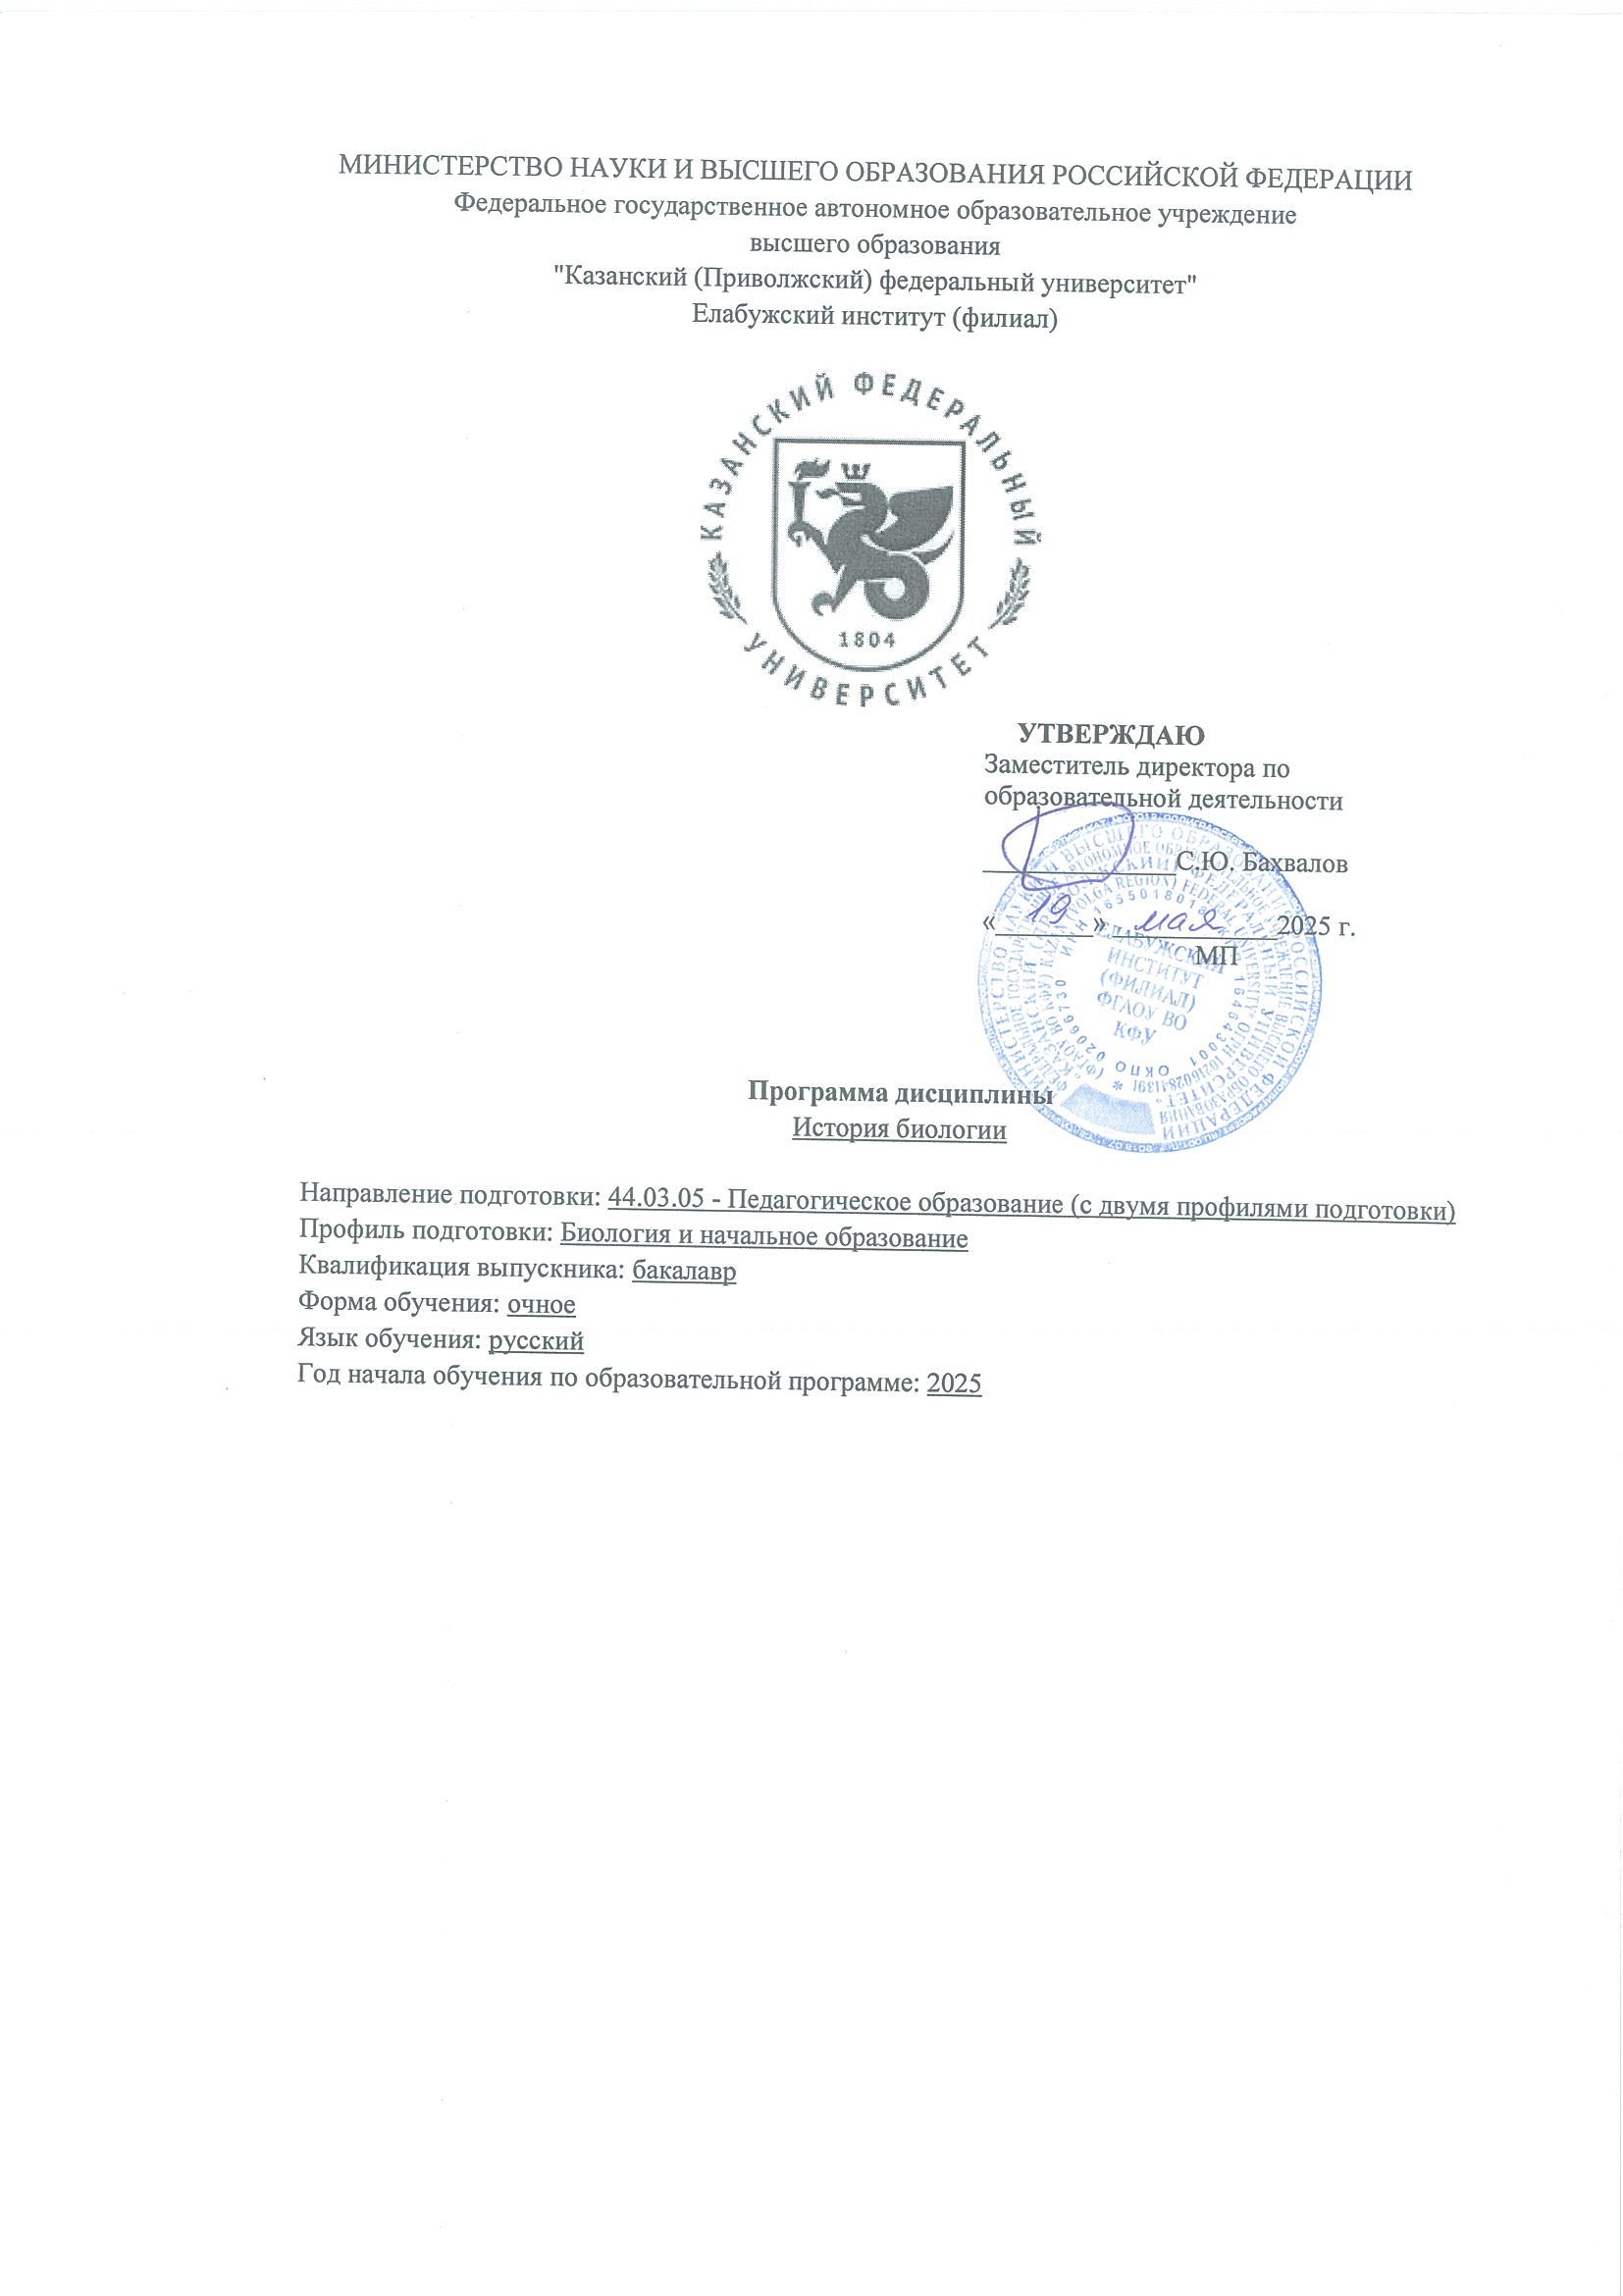 МИНИСТЕРСТВО НАУКИ И ВЫСШЕГО ОБРАЗОВАНИЯ РОССИЙСКОЙ ФЕДЕРАЦИИ
Федеральное государственное автономное образовательное учреждение
высшего образования
"Казанский (Приволжский) федеральный университет"
Елабужский институт (филиал)
КАЗАНСКИЙ ФЕДЕРАЛЬНЫЙ
УНИВЕРСИТЕТ
1804
УТВЕРЖДАЮ
Заместитель директора по
образовательной деятельности
С.Ю. Бахвалов
«19» мая 2025 г.
МП
ЕЛАБУЖСКИЙ
ИНСТИТУТ
(ФИЛИАЛ)
ФГАОУ ВО
КФУ
Программа дисциплины
История биологии
Направление подготовки: 44.03.05 - Педагогическое образование (с двумя профилями подготовки)
Профиль подготовки: Биология и начальное образование
Квалификация выпускника: бакалавр
Форма обучения: очное
Язык обучения: русский
Год начала обучения по образовательной программе: 2025